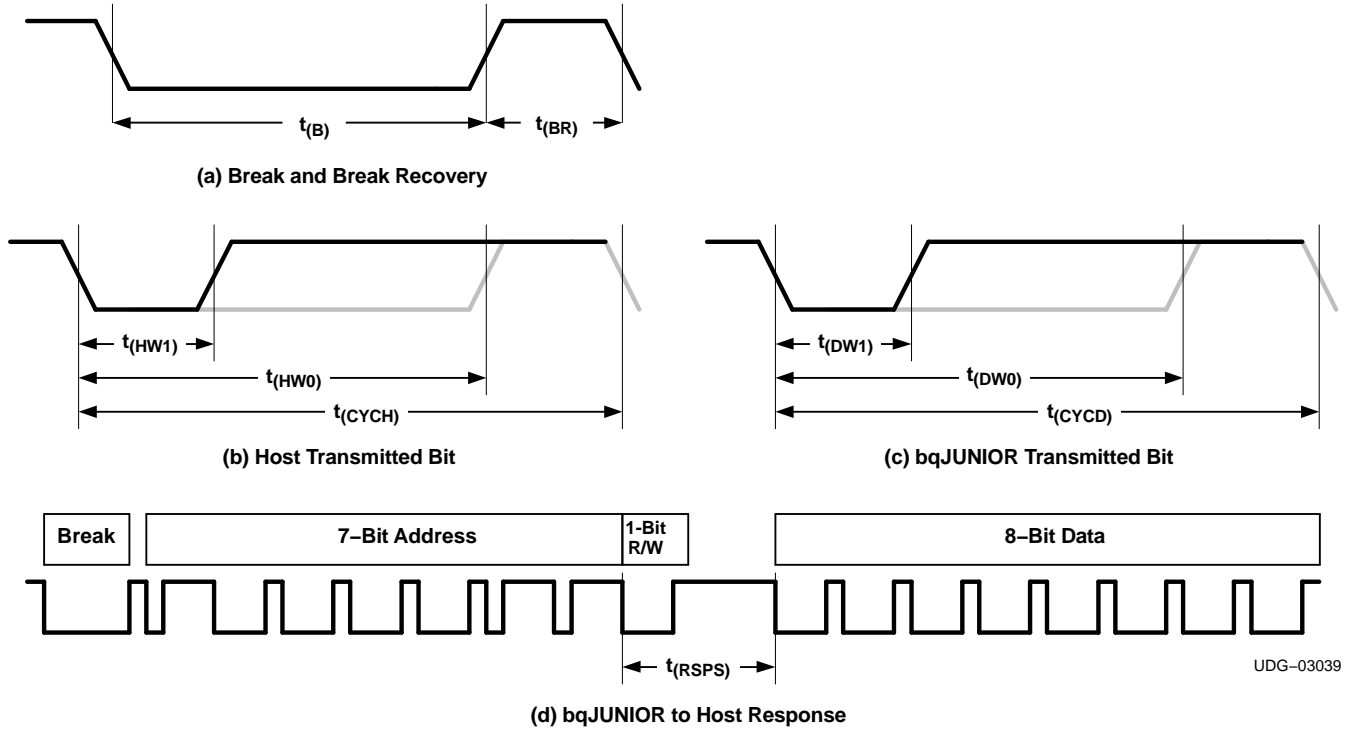 t(B)
t(BR)
(a) Break and Break Recovery
t(HW1)
t(HW0)
t(CYCH)
(b) Host Transmitted Bit
t(DW1)
t(DW0)
t(CYCD)
(c) bqJUNIOR Transmitted Bit
Break
7−Bit Address
1-Bit
R/W
8−Bit Data
t(RSPS)
UDG−03039
(d) bqJUNIOR to Host Response